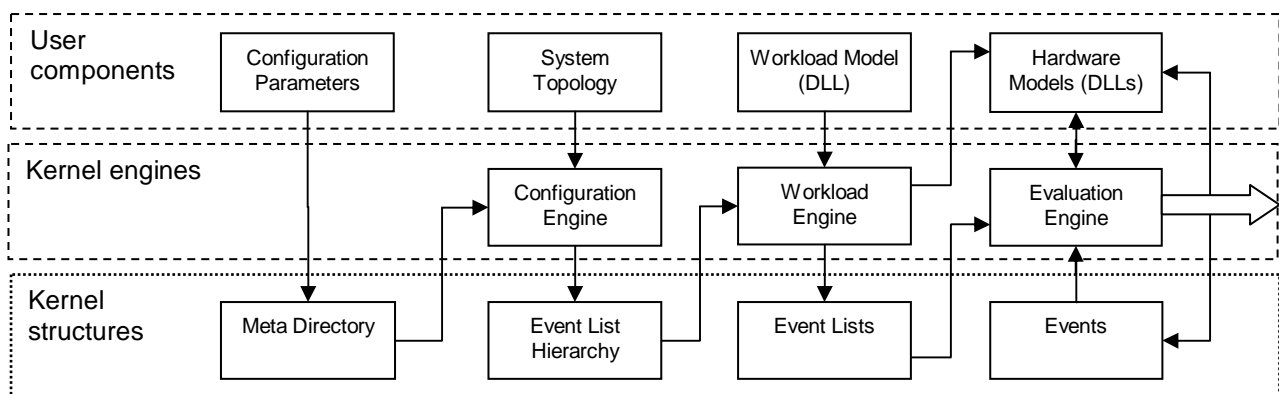 User
components
Configuration
Parameters
System
Topology
Workload Model
(DLL)
Hardware
Models (DLLs)
Kernel engines
Configuration
Engine
Workload
Engine
Evaluation
Engine
Kernel
structures
Meta Directory
Event List
Hierarchy
Event Lists
Events